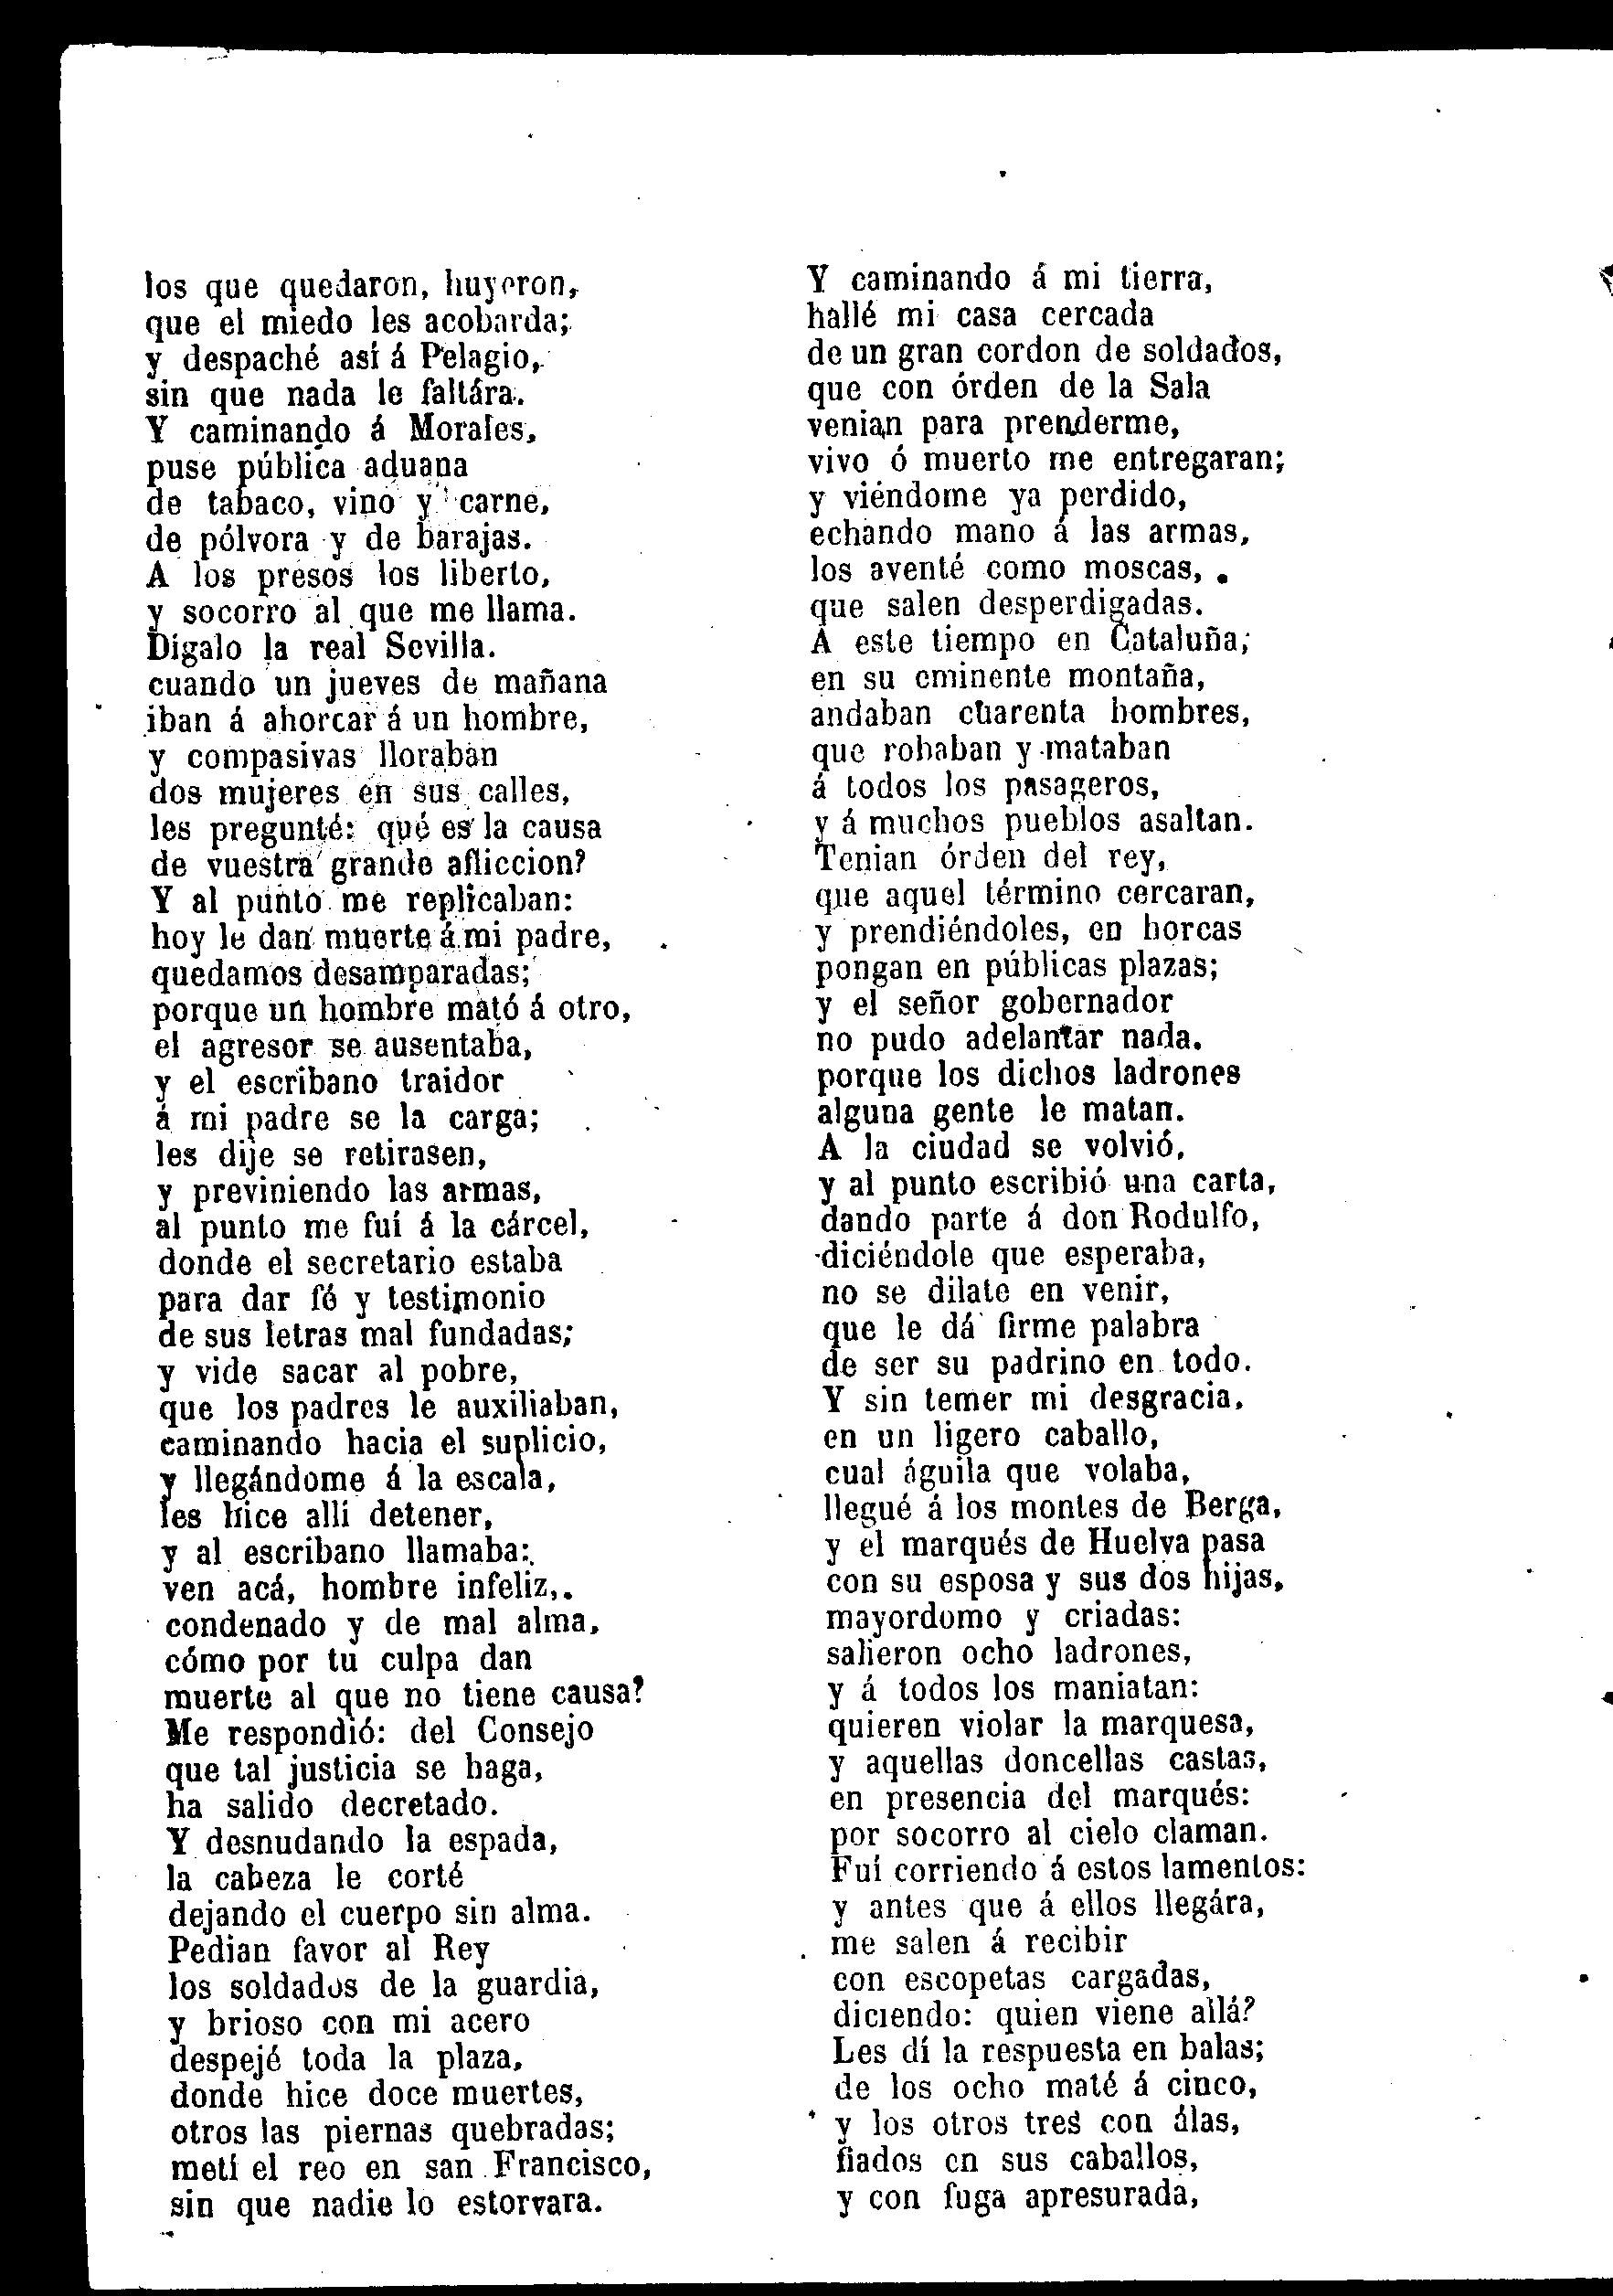 los que quedaron, huyeron,
que el miedo les acobarda;
y despaché así á Pelagio,
sin que nada le faltára.
Y caminando á Morales,
puse pública aduana
de tabaco, vino y carne,
de pólvora y de barajas.
A los presos los liberto,
y socorro al que me llama.
Dígalo la real Sevilla.
cuando un jueves de mañana
iban á ahorcar á un hombre,
y compasivas lloraban
dos mujeres en sus calles,
les pregunté: qué es la causa
de vuestra grande afliccion?
Y al punto me replicaban:
hoy le dan muerte á mi padre,
quedamos desamparadas;
porque un hombre mató á otro,
el agresor se ausentaba,
y el escribano traidor
á mi padre se la carga;
les dije se retirasen,
y previniendo las armas,
al punto me fuí á la cárcel,
donde el secretario estaba
para dar fé y testimonio
de sus letras mal fundadas;
y vide sacar al pobre,
que los padres le auxiliaban,
caminando hacia el suplicio,
y llegándome á la escala,
les hice alli detener,
y al escribano llamaba:
ven acá, hombre infeliz,.
condenado y de mal alma,
cómo por tu culpa dan
muerte al que no tiene causa?
Me respondió: del Consejo
que tal justicia se haga,
ha salido decretado.
Y desnudando la espada,
la cabeza le corté
dejando el cuerpo sin alma.
Pedian favor al Rey
los soldados de la guardia,
y brioso con mi acero
despejé toda la plaza,
donde hice doce muertes,
otros las piernas quebradas;
metí el reo en san Francisco,
sin que nadie lo estorvara.
Y caminando á mi tierra,
hallé mi casa cercada
de un gran cordon de soldados,
que con órden de la Sala
venian para prenderme,
vivo ó muerto me entregaran;
y viéndome ya perdido,
echando mano á las armas,
los aventé como moscas,
que salen desperdigadas.
A este tiempo en Cataluña;
en su eminente montaña,
andaban cuarenta hombres,
que robaban y mataban
á todos los pasageros,
y á muchos pueblos asaltan.
Tenian órden del rey,
que aquel término cercaran,
y prendiéndoles, en horcas
pongan en públicas plazas;
y el señor gobernador
no pudo adelantar nada.
porque los dichos ladrones
alguna gente le matan.
A la ciudad se volvió,
y al punto escribió una carta,
dando parte á don Rodulfo,
diciéndole que esperaba,
no se dilate en venir,
que le dá firme palabra
de ser su padrino en todo.
Y sin temer mi desgracia,
en un ligero caballo,
cual águila que volaba,
llegué á los montes de Berga,
y el marqués de Huelva pasa
con su esposa y sus dos hijas,
mayordomo y criadas:
salieron ocho ladrones,
y á todos los maniatan:
quieren violar la marquesa,
y aquellas doncellas castas,
en presencia del marqués:
por socorro al cielo claman.
Fuí corriendo á estos lamentos:
y antes que á ellos llegára,
me salen á recibir
con escopetas cargadas,
diciendo: quien viene allá?
Les dí la respuesta en balas;
de los ocho maté á cinco,
y los otros tres con álas,
fiados en sus caballos,
y con fuga apresurada,